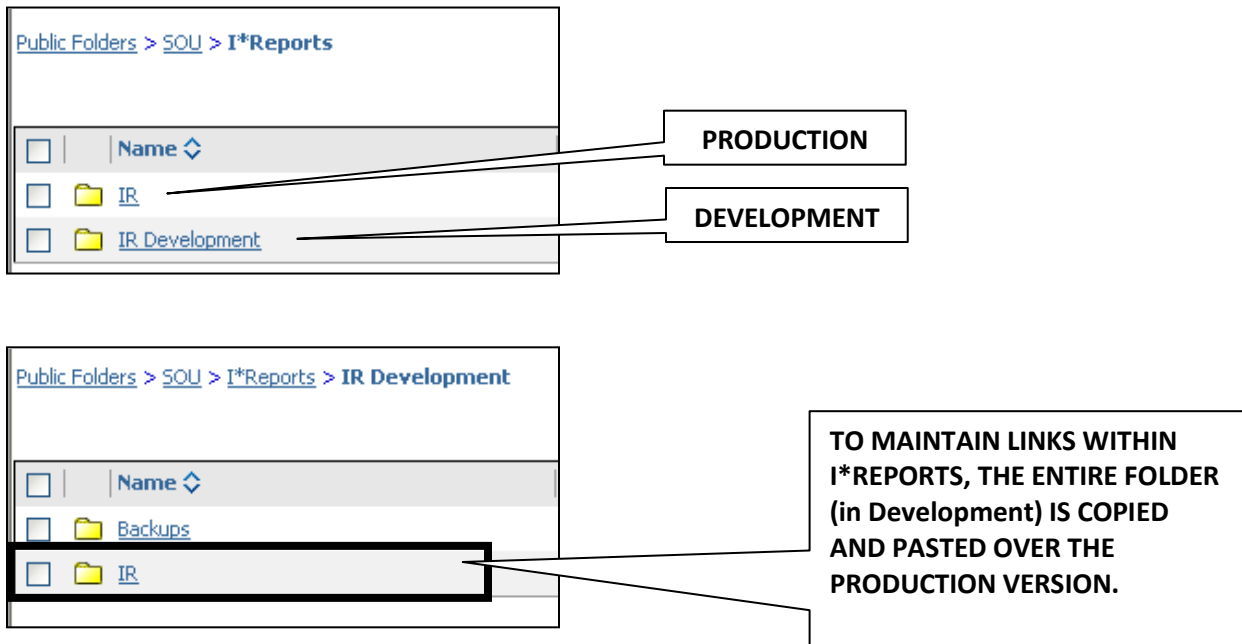 Public Folders > SOU > I*Reports
Name
IR
IR Development
PRODUCTION
DEVELOPMENT
Public Folders > SOU > I*Reports > IR Development
Name
Backups
IR
TO MAINTAIN LINKS WITHIN
I*REPORTS, THE ENTIRE FOLDER
(in Development) IS COPIED
AND PASTED OVER THE
PRODUCTION VERSION.